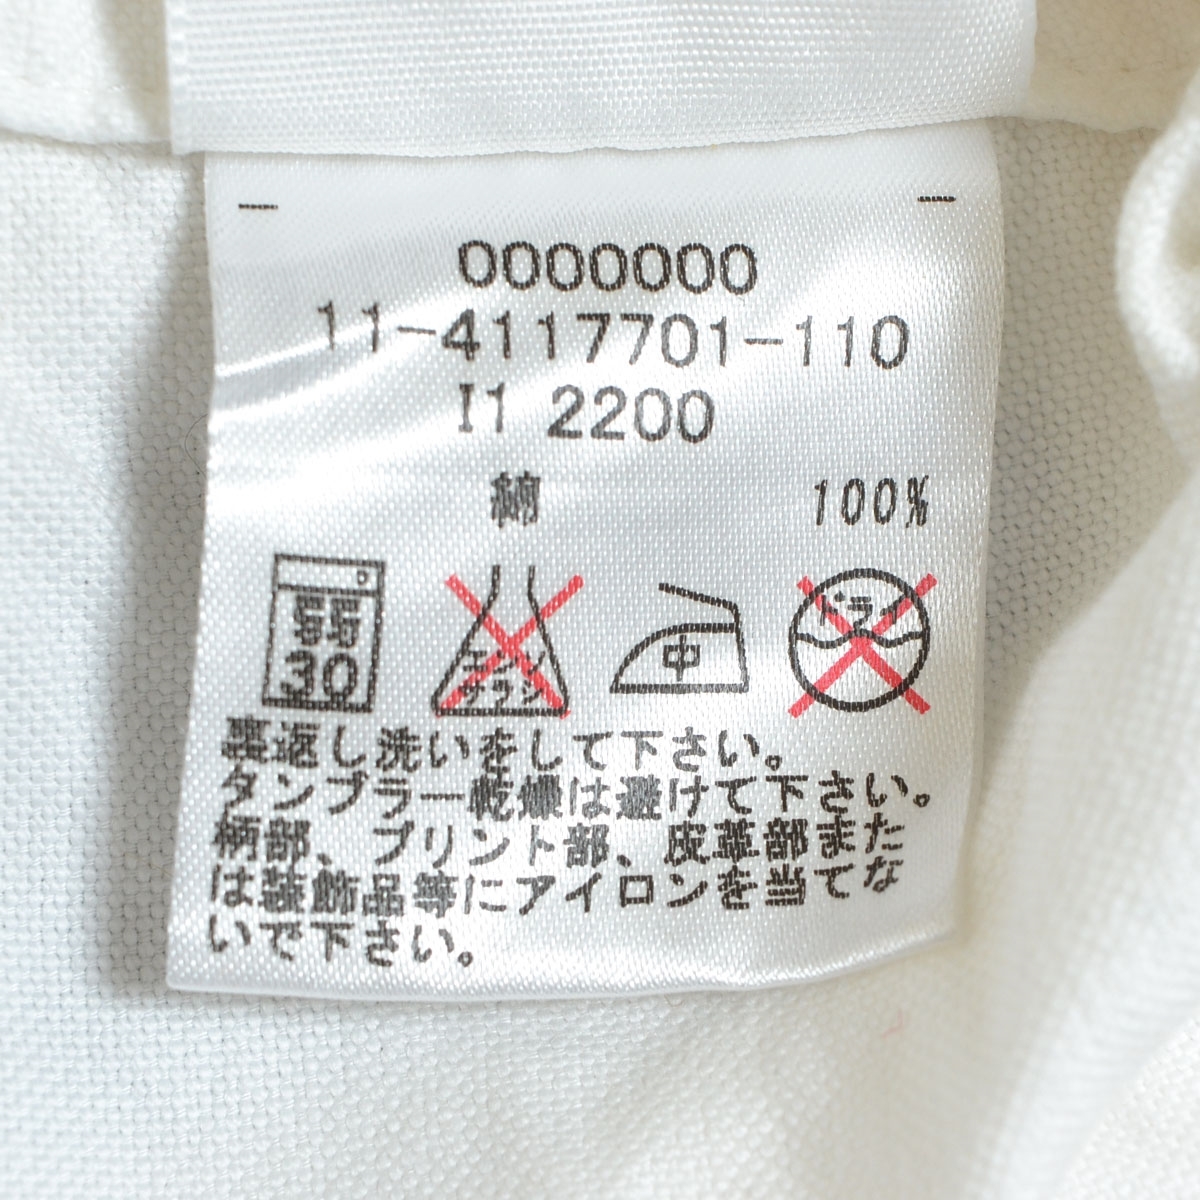 0000000
11-4117701-110
I1 2200
綿 100%
弱 30 エンソ サラシ 中 ドライ
裏返し洗いをして下さい。
タンブラー乾燥は避けて下さい。
柄部、プリント部、皮革部また
は装飾品等にアイロンを当てな
いで下さい。